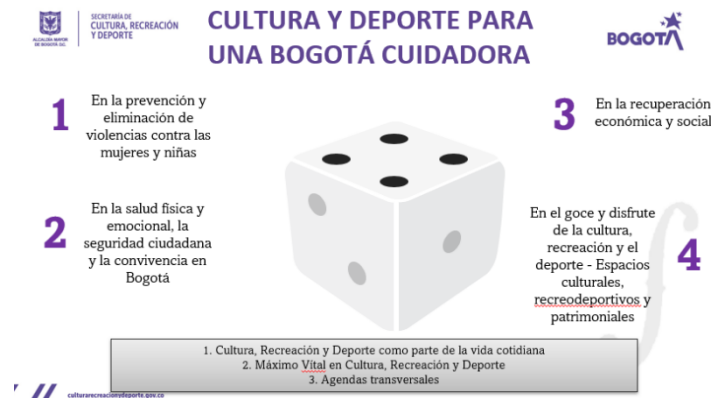 ALCALDÍA MAYOR
DE BOGOTÁ D.C.
SECRETARÍA DE
CULTURA, RECREACIÓN
Y DEPORTE
CULTURA Y DEPORTE PARA
UNA BOGOTÁ CUIDADORA
BOGOTÁ
1
En la prevención y
eliminación de
violencias contra las
mujeres y niñas
2
En la salud física y
emocional, la
seguridad ciudadana
y la convivencia en
Bogotá
3
En la recuperación
económica y social
En el goce y disfrute
de la cultura,
recreación y el
deporte - Espacios
culturales,
recreodeportivos y
patrimoniales
4
1. Cultura, Recreación y Deporte como parte de la vida cotidiana
2. Máximo Vital en Cultura, Recreación y Deporte
3. Agendas transversales
culturarecreacionydeporte.gov.co